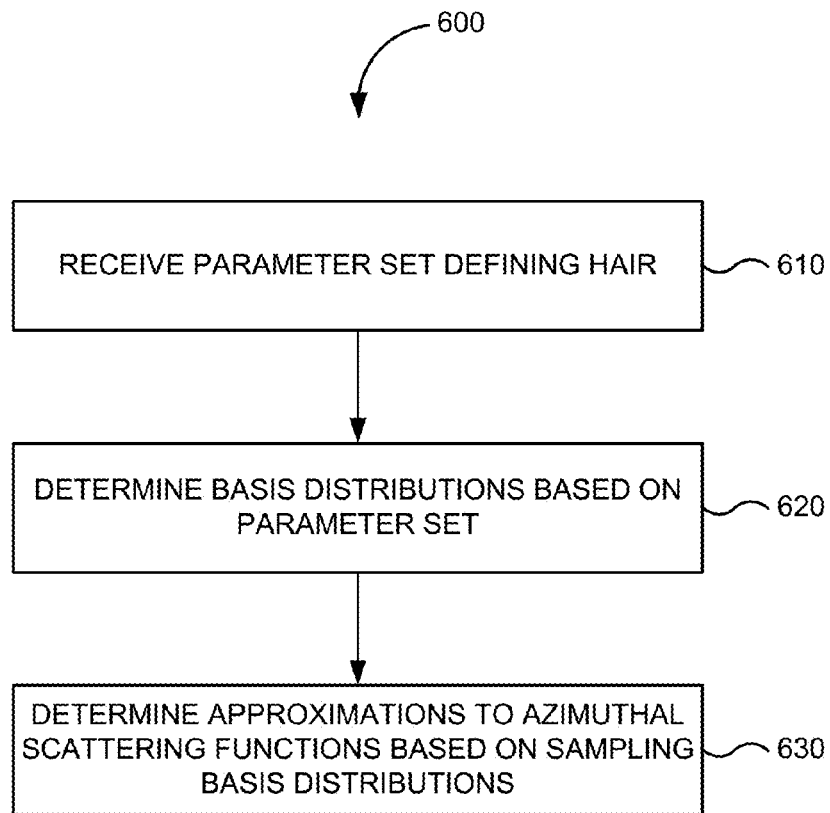 600
RECEIVE PARAMETER SET DEFINING HAIR
610
DETERMINE BASIS DISTRIBUTIONS BASED ON
PARAMETER SET
620
DETERMINE APPROXIMATIONS TO AZIMUTHAL
SCATTERING FUNCTIONS BASED ON SAMPLING
BASIS DISTRIBUTIONS
630